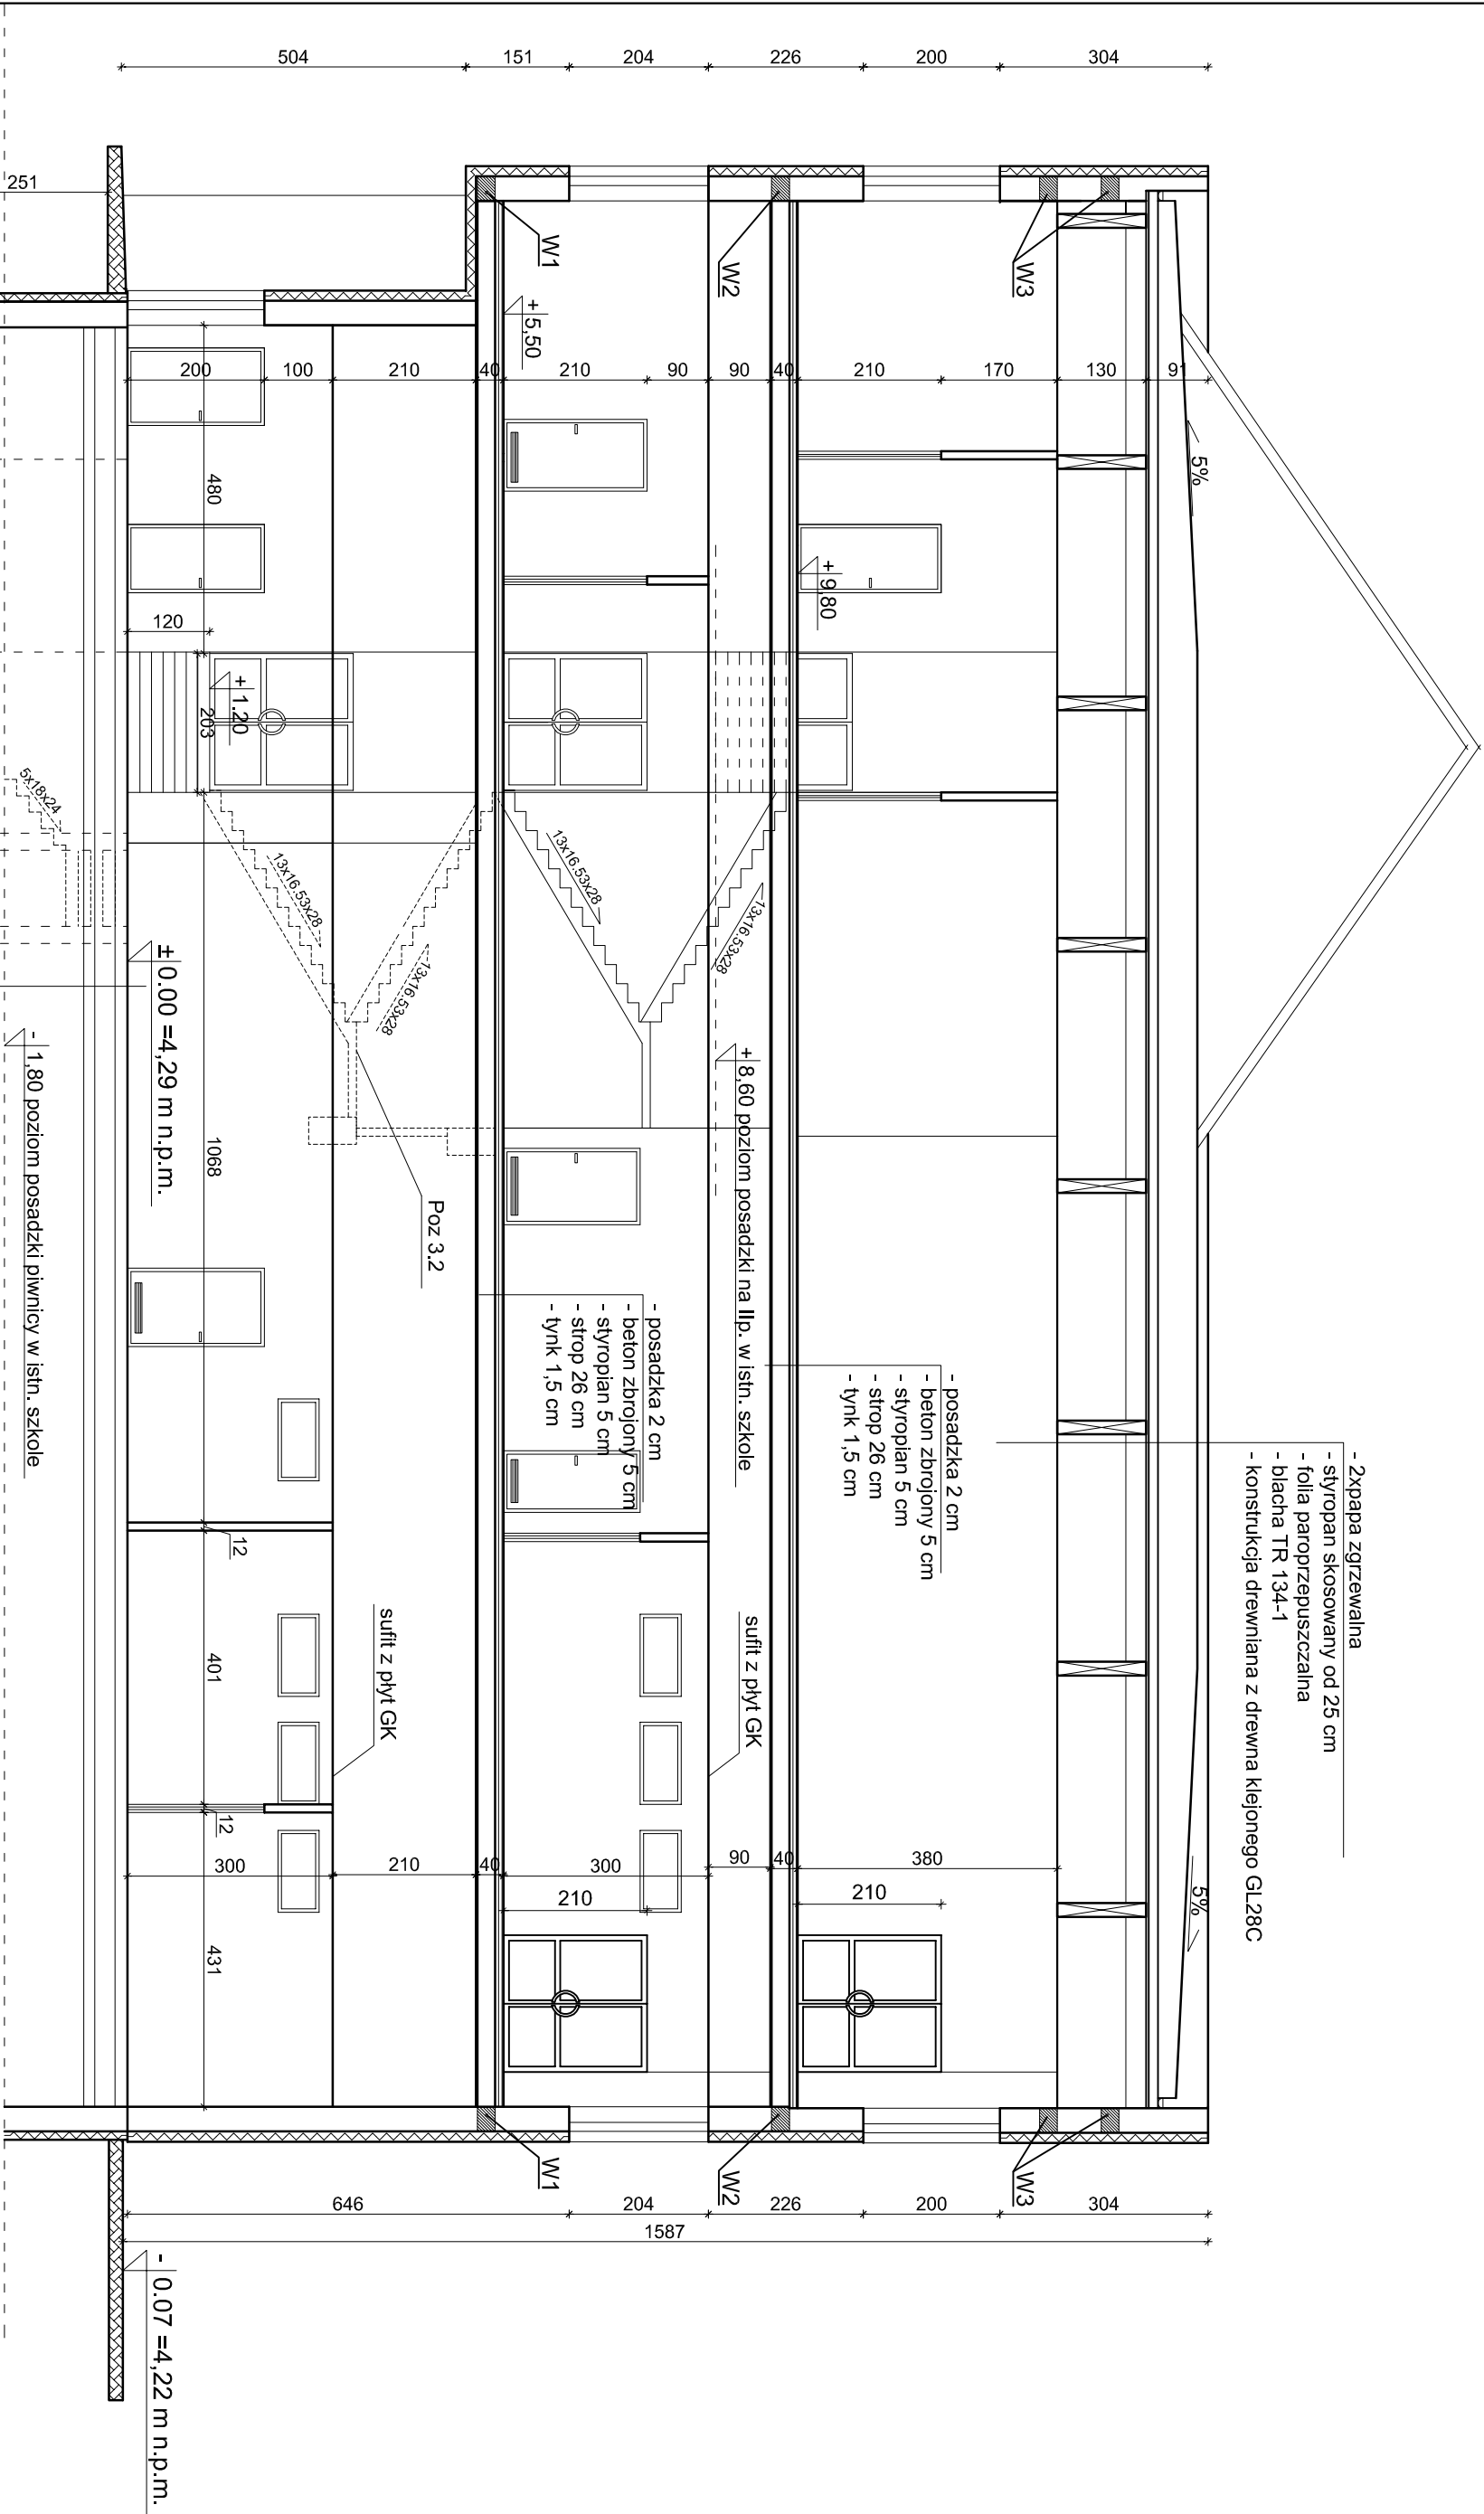 504
151
204
226
200
304
251
W1
W2
W3
+ 5,50
200
100
210
40
210
90
90
40
210
170
130
91
5%
480
+ 9,80
120
+ 1.20
203
5x18x24
13x16.53x28
13x16.53x28
13x16.53x28
13x16.53x28
± 0.00 =4,29 m n.p.m.
- 1,80 poziom posadzki piwnicy w istn. szkole
+ 8,60 poziom posadzki na IIp. w istn. szkole
1068
Poz 3.2
- posadzka 2 cm
- beton zbrojony 5 cm
- styropian 5 cm
- strop 26 cm
- tynk 1,5 cm
- posadzka 2 cm
- beton zbrojony 5 cm
- styropian 5 cm
- strop 26 cm
- tynk 1,5 cm
- 2xpapa zgrzewalna
- styropan skosowany od 25 cm
- folia paroprzepuszczalna
- blacha TR 134-1
- konstrukcja drewniana z drewna klejonego GL28C
12
sufit z płyt GK
sufit z płyt GK
401
12
300
210
40
300
90
40
380
210
210
5%
431
W1
W2
W3
646
204
226
200
304
1587
- 0.07 =4,22 m n.p.m.